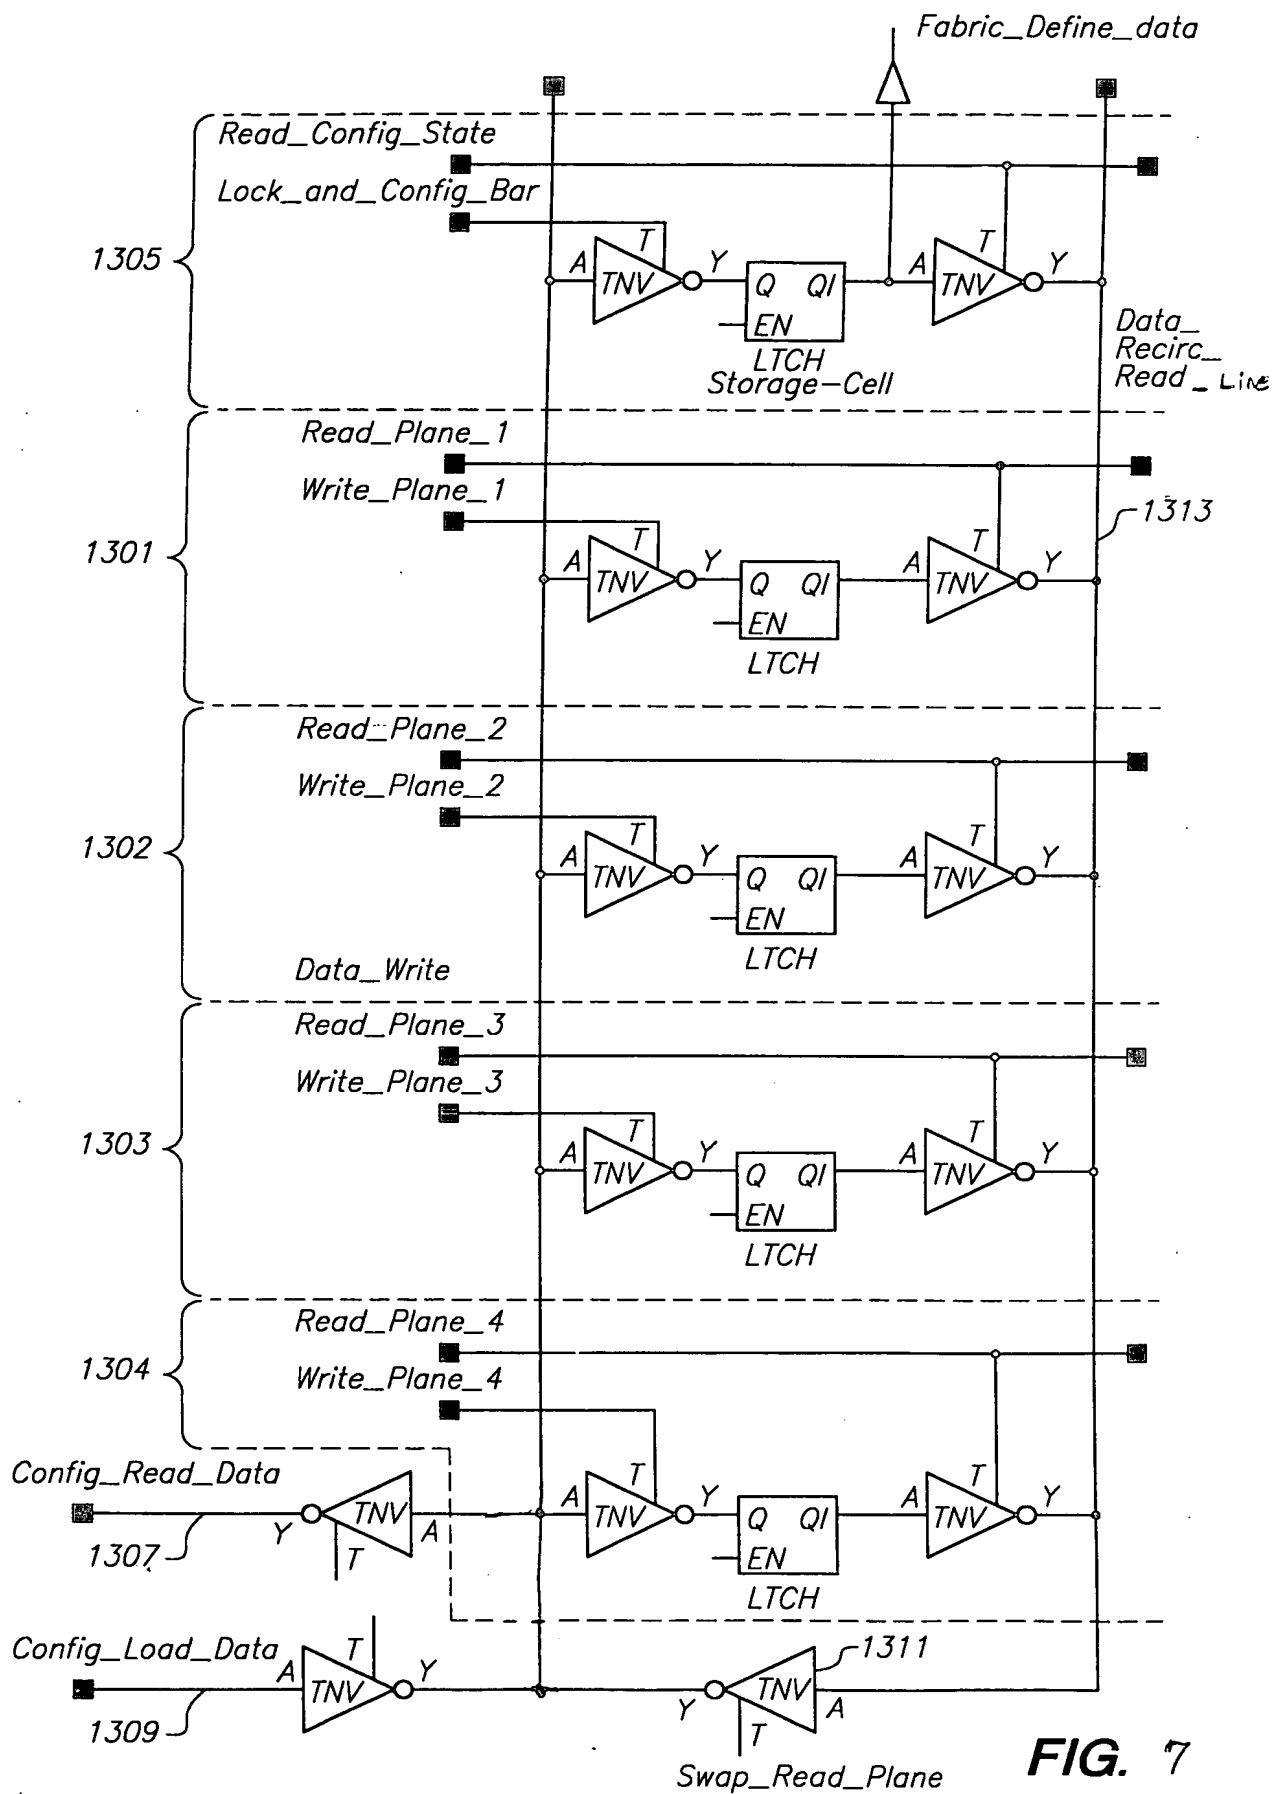 Fabric_Define_data
Read_Config_State
Lock_and_Config_Bar
1305
T
T
A
TNV
Y
Q QI
A
TNV
Y
EN
LTCH
Storage-Cell
Data_
Recirc_
Read_Line
Read_Plane_1
Write_Plane_1
1313
1301
T
T
A
TNV
Y
Q QI
A
TNV
Y
EN
LTCH
Read_Plane_2
Write_Plane_2
1302
T
T
A
TNV
Y
Q QI
A
TNV
Y
EN
LTCH
Data_Write
Read_Plane_3
Write_Plane_3
1303
T
T
A
TNV
Y
Q QI
A
TNV
Y
EN
LTCH
Read_Plane_4
Write_Plane_4
1304
Config_Read_Data
T
T
Y
TNV
A
A
TNV
Y
Q QI
A
TNV
Y
EN
1307
T
LTCH
Config_Load_Data
T
1311
A
TNV
Y
Y
TNV
A
1309
T
Swap_Read_Plane
FIG. 7